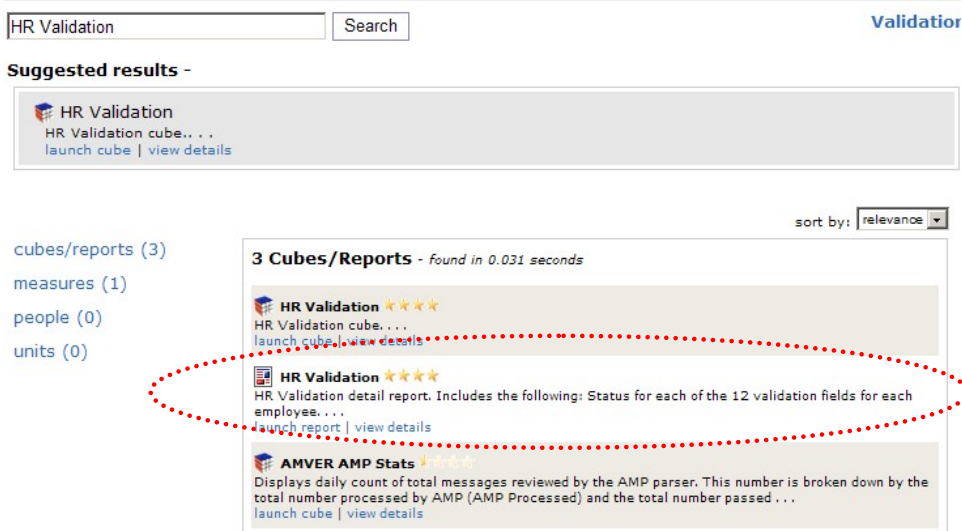 HR Validation Search Validation
Suggested results -
HR Validation
HR Validation cube.. . .
launch cube | view details
sort by: relevance
cubes/reports (3)
measures (1)
people (0)
units (0)
3 Cubes/Reports - found in 0.031 seconds
HR Validation
HR Validation cube. . . .
launch cube | view details
HR Validation
HR Validation detail report. Includes the following: Status for each of the 12 validation fields for each
employee. . . .
launch report | view details
AMVER AMP Stats
Displays daily count of total messages reviewed by the AMP parser. This number is broken down by the
total number processed by AMP (AMP Processed) and the total number passed . . .
launch cube | view details